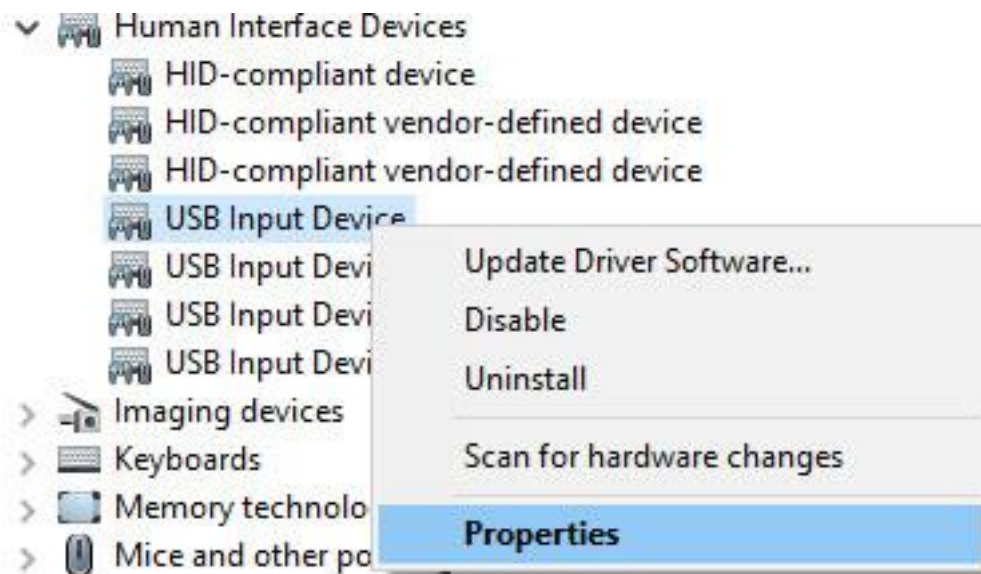 Human Interface Devices
HID-compliant device
HID-compliant vendor-defined device
HID-compliant vendor-defined device
USB Input Device
USB Input Devi
USB Input Devi
USB Input Devi
Imaging devices
Keyboards
Memory technolo
Mice and other po
Update Driver Software...
Disable
Uninstall
Scan for hardware changes
Properties